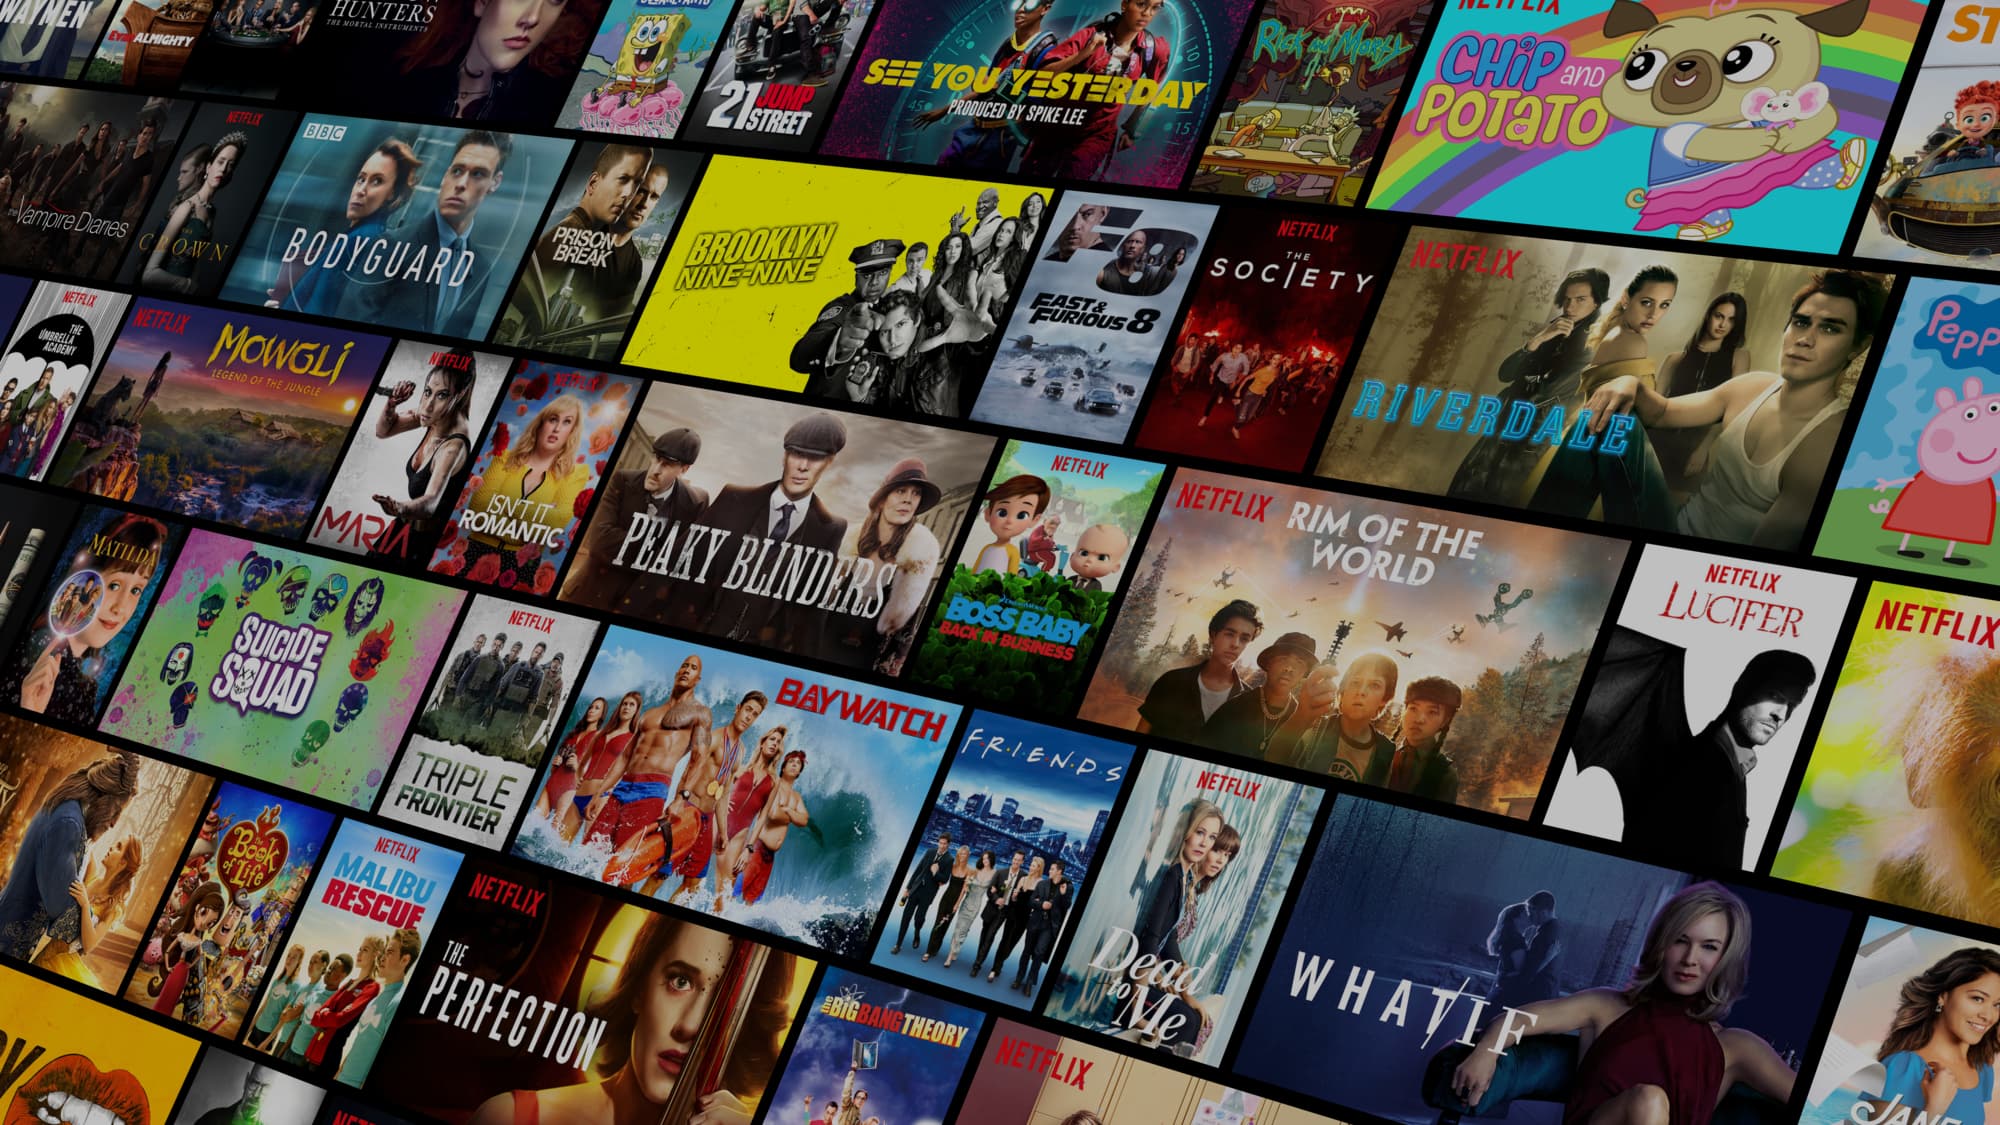 HUNTERS
THE MORTAL INSTRUMENTS
ALMIGHTY
21 JUMP
STREET
SEE YOU YESTERDAY
PRODUCED BY SPIKE LEE
Rick and Morty
NETFLIX
CHIP AND
POTATO
ST
the Vampire Diaries
NETFLIX
THE
CROWN
BBC
BODYGUARD
PRISON
BREAK
BROOKLYN
NINE-NINE
F8
FAST &
FURIOUS 8
NETFLIX
THE
SOCIETY
NETFLIX
RIVERDALE
Pepp
NETFLIX
THE
UMBRELLA
ACADEMY
NETFLIX
MOWGLI
LEGEND OF THE JUNGLE
NETFLIX
MARIA
NETFLIX
ISN'T IT
ROMANTIC
PEAKY BLINDERS
NETFLIX
BOSS BABY
BACK IN BUSINESS
NETFLIX
RIM OF THE
WORLD
NETFLIX
LUCIFER
NETFLIX
MATILDA
SUICIDE
SQUAD
NETFLIX
TRIPLE
FRONTIER
BAYWATCH
F·R·I·E·N·D·S
NETFLIX
Dead
to Me
WHAT/IF
The Book
of Life
NETFLIX
MALIBU
RESCUE
NETFLIX
THE
PERFECTION
THE BIG BANG THEORY
NETFLIX
JANE